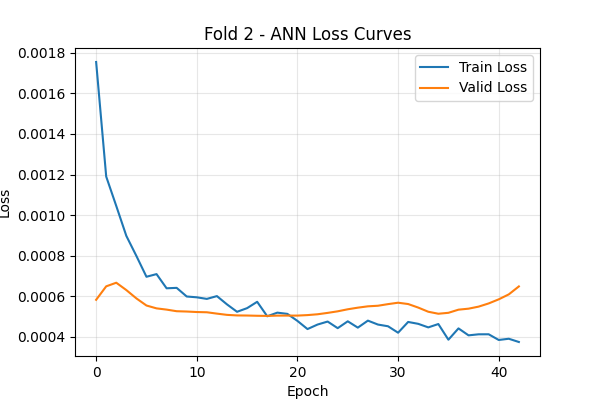 Fold 2 - ANN Loss Curves
Train Loss
Valid Loss
0.0018
0.0016
0.0014
0.0012
0.0010
0.0008
0.0006
0.0004
Loss
0 10 20 30 40
Epoch